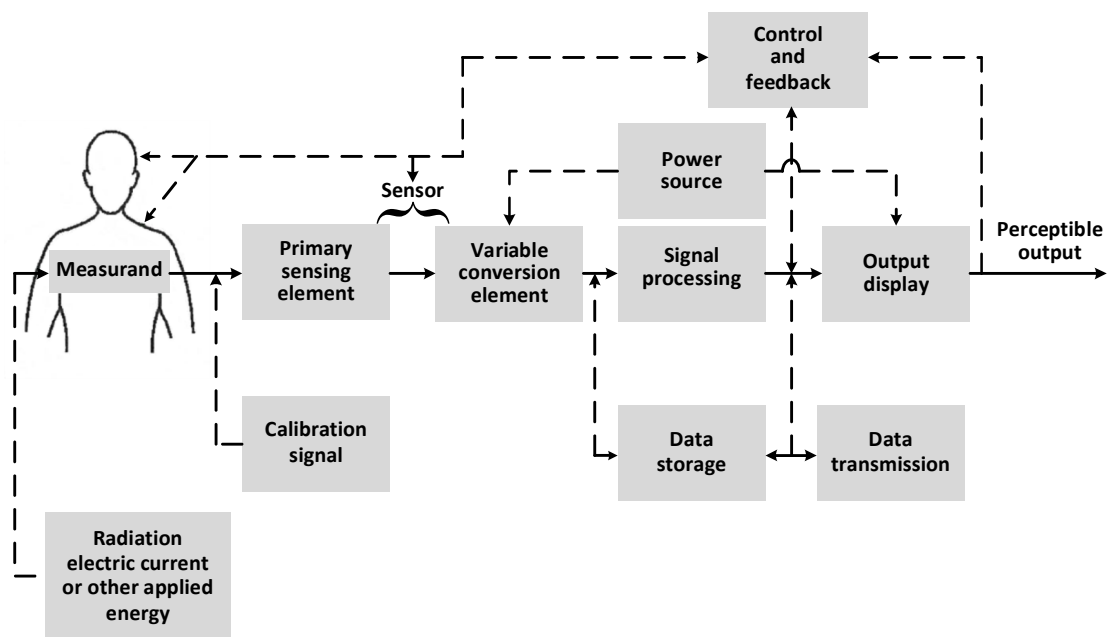 Control
and
feedback
Power
source
Sensor
Measurand
Primary
sensing
element
Variable
conversion
element
Signal
processing
Output
display
Perceptible
output
Calibration
signal
Data
storage
Data
transmission
Radiation
electric current
or other applied
energy